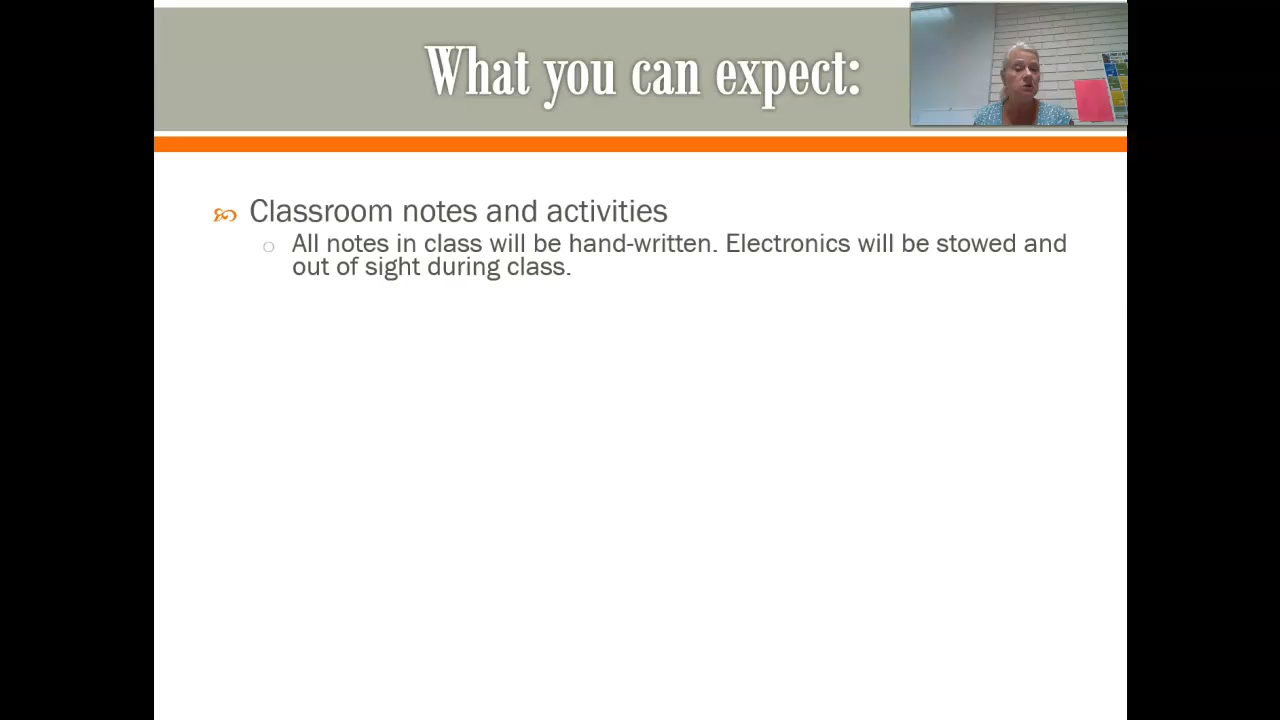 What you can expect:
Classroom notes and activities
All notes in class will be hand-written. Electronics will be stowed and
out of sight during class.